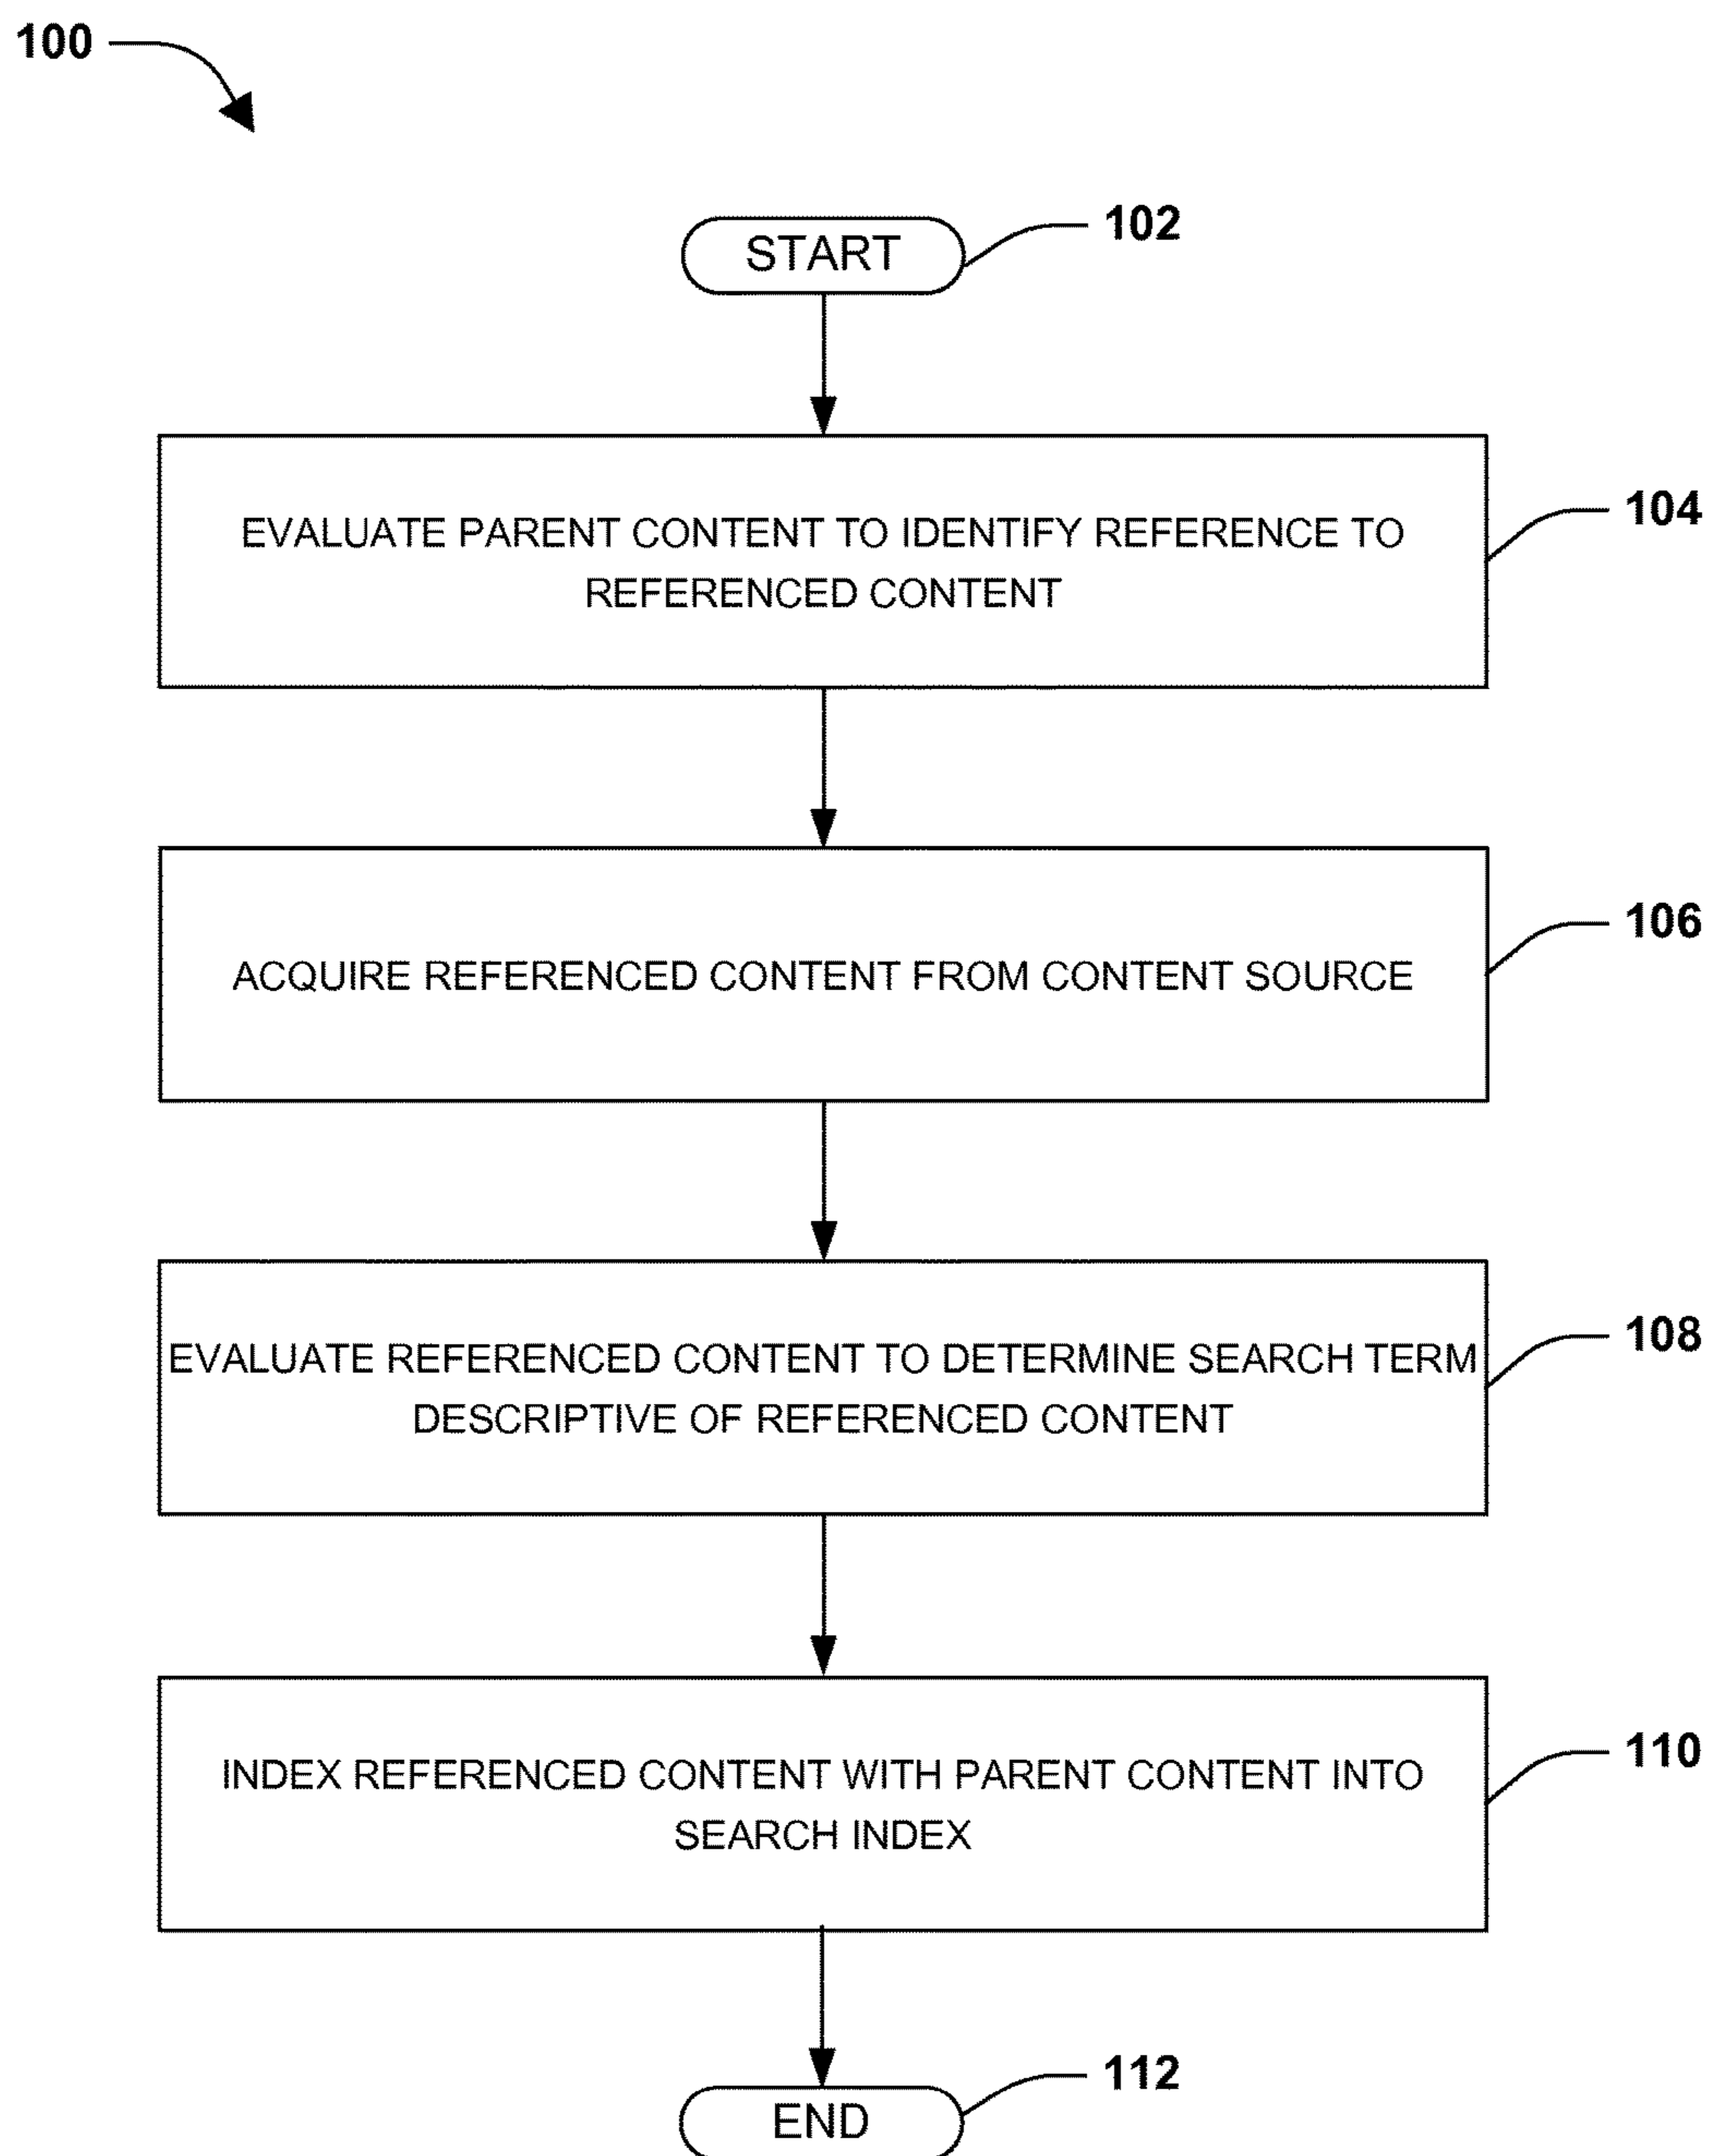 100
START
102
EVALUATE PARENT CONTENT TO IDENTIFY REFERENCE TO
REFERENCED CONTENT
104
ACQUIRE REFERENCED CONTENT FROM CONTENT SOURCE
106
EVALUATE REFERENCED CONTENT TO DETERMINE SEARCH TERM
DESCRIPTIVE OF REFERENCED CONTENT
108
INDEX REFERENCED CONTENT WITH PARENT CONTENT INTO
SEARCH INDEX
110
END
112